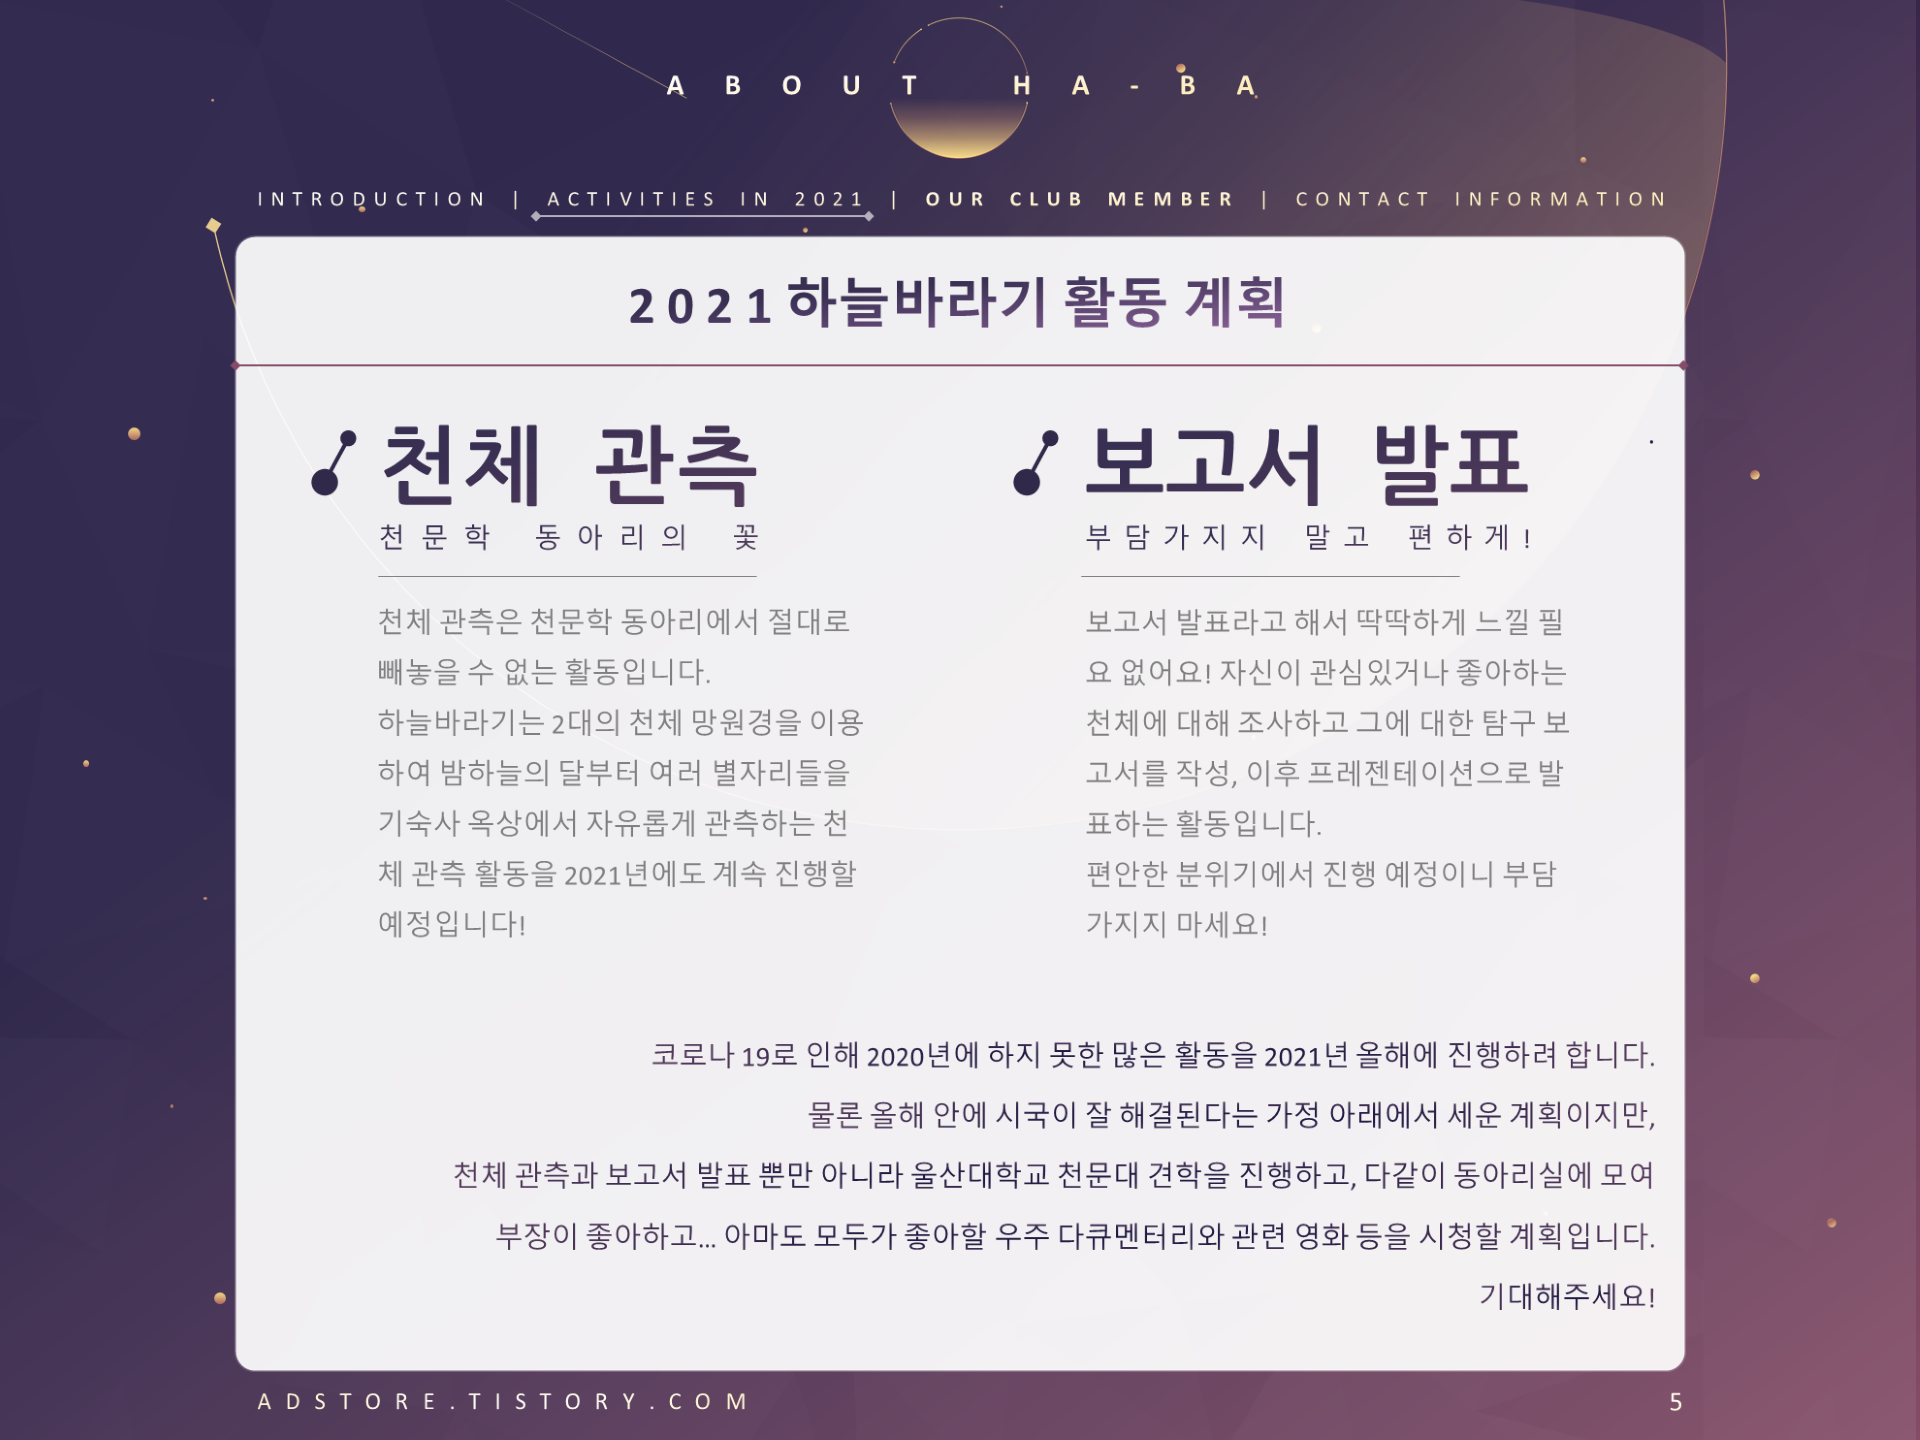 ABOUT HA-BA
INTRODUCTION | ACTIVITIES IN 2021 | OUR CLUB MEMBER | CONTACT INFORMATION
2021 하늘바라기 활동 계획
천체 관측
천문학 동아리의 꽃
천체 관측은 천문학 동아리에서 절대로
빼놓을 수 없는 활동입니다.
하늘바라기는 2대의 천체 망원경을 이용
하여 밤하늘의 달부터 여러 별자리들을
기숙사 옥상에서 자유롭게 관측하는 천
체 관측 활동을 2021년에도 계속 진행할
예정입니다!
보고서 발표
부담가지지 말고 편하게!
보고서 발표라고 해서 딱딱하게 느낄 필
요 없어요! 자신이 관심있거나 좋아하는
천체에 대해 조사하고 그에 대한 탐구 보
고서를 작성, 이후 프레젠테이션으로 발
표하는 활동입니다.
편안한 분위기에서 진행 예정이니 부담
가지지 마세요!
코로나 19로 인해 2020년에 하지 못한 많은 활동을 2021년 올해에 진행하려 합니다.
물론 올해 안에 시국이 잘 해결된다는 가정 아래에서 세운 계획이지만,
천체 관측과 보고서 발표 뿐만 아니라 울산대학교 천문대 견학을 진행하고, 다같이 동아리실에 모여
부장이 좋아하고... 아마도 모두가 좋아할 우주 다큐멘터리와 관련 영화 등을 시청할 계획입니다.
기대해주세요!
ADSTORE.TISTORY.COM
5